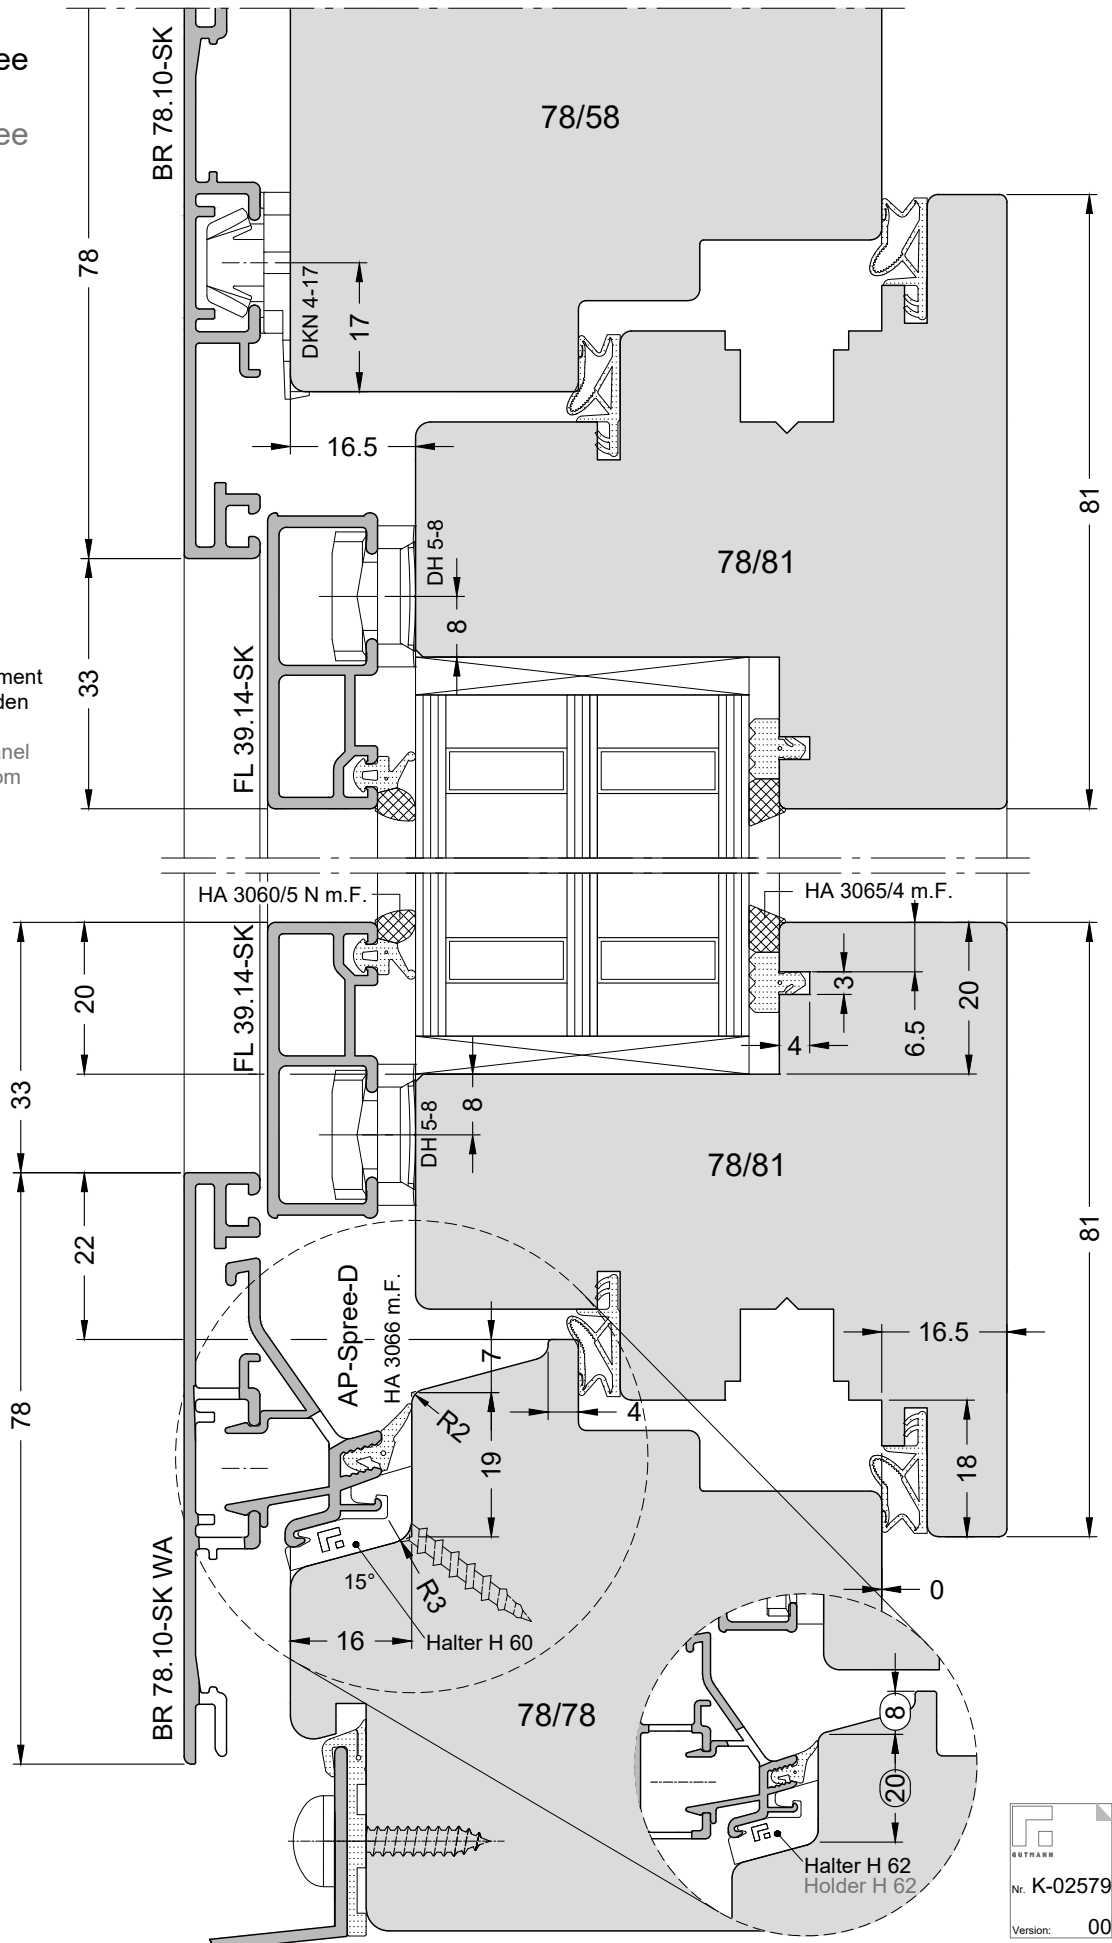 ee
ee
BR 78.10-SK
78/58
78
DKN 4-17
17
16.5
81
DH 5-8
78/81
8
33
FL 39.14-SK
ment
den
anel
om
HA 3060/5 N m.F.
HA 3065/4 m.F.
FL 39.14-SK
20
3
20
6.5
4
33
8
DH 5-8
78/81
22
81
AP-Spree-D
HA 3066 m.F.
16.5
7
R2
4
78
19
18
15°
R3
0
16
Halter H 60
BR 78.10-SK WA
78/78
8
20
Halter H 62
Holder H 62
GUTMANN
Nr. K-02579
Version: 00